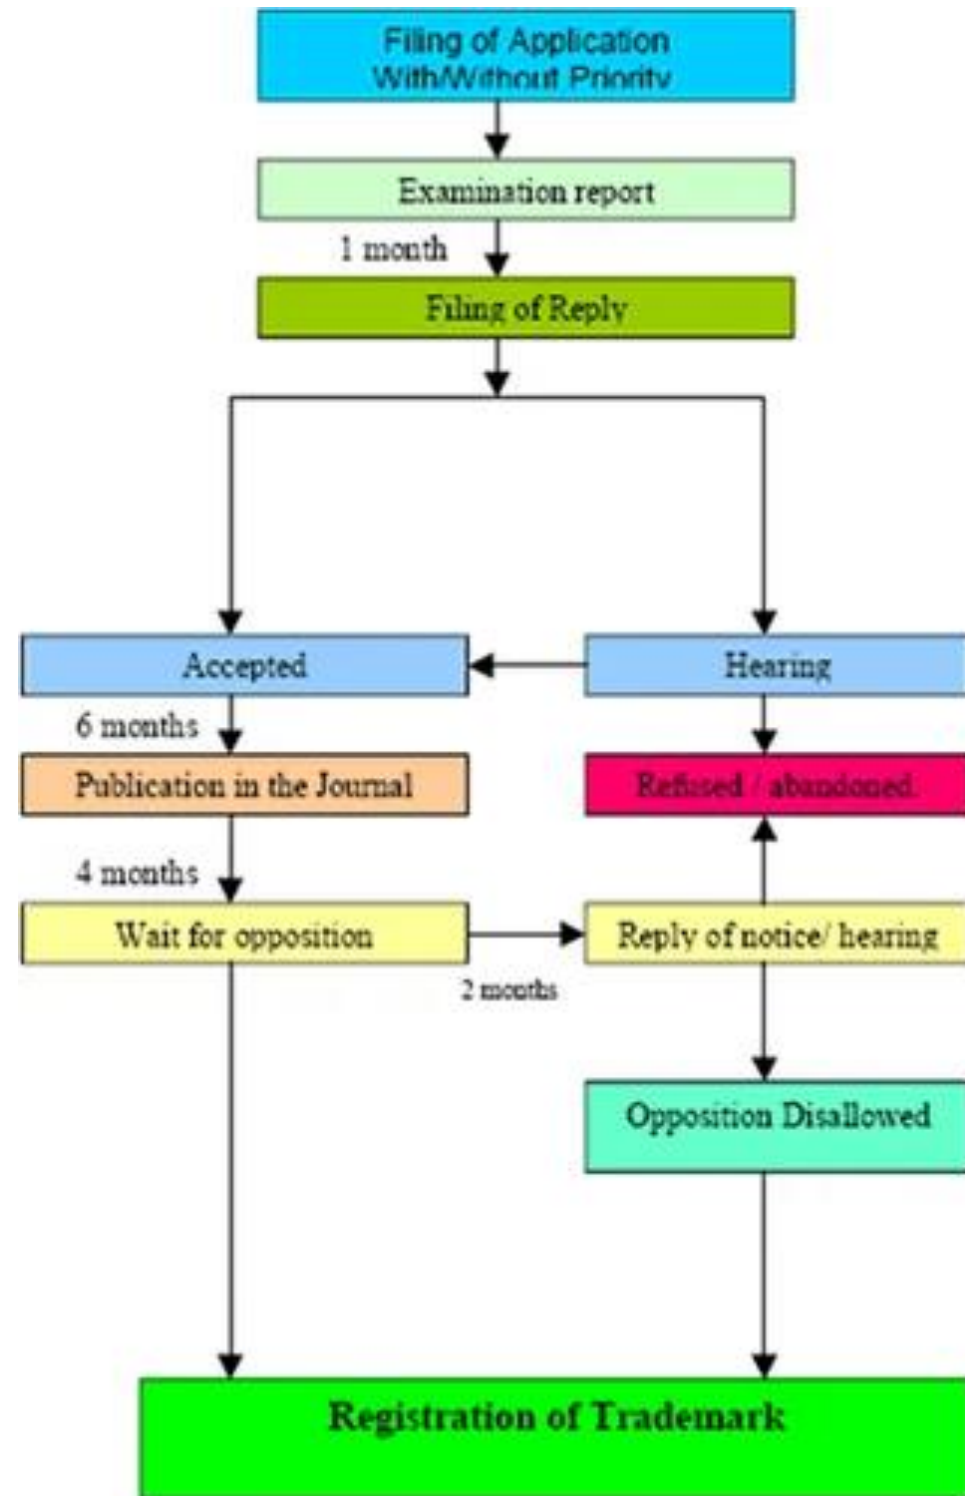 Filing of Application
With/Without Priority
Examination report
1 month
Filing of Reply
Accepted
Hearing
6 months
Publication in the Journal
Refused / abandoned.
4 months
Wait for opposition
Reply of notice/ hearing
2 months
Opposition Disallowed
Registration of Trademark